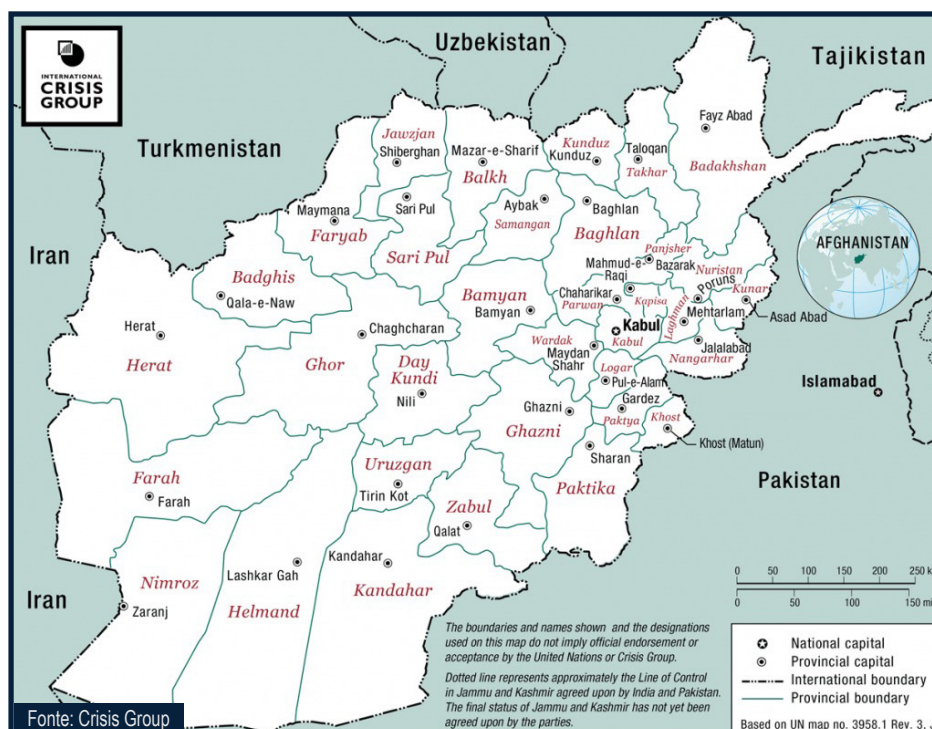 INTERNATIONAL
CRISIS
GROUP
Uzbekistan
Tajikistan
Turkmenistan
Iran
Iran
Pakistan
Islamabad
AFGHANISTAN
Jawzjan
Shiberghan
Mazar-e-Sharif
Balkh
Kunduz
Kunduz
Taloqan
Takhar
Fayz Abad
Badakhshan
Sari Pul
Sari Pul
Aybak
Samangan
Baghlan
Baghlan
Maymana
Faryab
Badghis
Qala-e-Naw
Panjsher
Bazarak
Mahmud-e-
Raqi
Nuristan
Poruns
Kunar
Asad Abad
Chaharikar
Parwan
Kapisa
Laghman
Mehtarlam
Bamyan
Bamyan
Kabul
Kabul
Jalalabad
Nangarhar
Herat
Herat
Chaghcharan
Ghor
Day
Kundi
Nili
Wardak
Maydan
Shahr
Logar
Pul-e-Alam
Gardez
Paktya
Khost
Khost (Matun)
Ghazni
Ghazni
Sharan
Paktika
Farah
Farah
Uruzgan
Tirin Kot
Zabul
Qalat
Nimroz
Zaranj
Lashkar Gah
Helmand
Kandahar
Kandahar
0 50 100 150 200 250 k
0 50 100 150 mi
The boundaries and names shown and the designations
used on this map do not imply official endorsement or
acceptance by the United Nations or Crisis Group.
Dotted line represents approximately the Line of Control
in Jammu and Kashmir agreed upon by India and Pakistan.
The final status of Jammu and Kashmir has not yet been
agreed upon by the parties.
National capital
Provincial capital
International boundary
Provincial boundary
Based on UN map no. 3958.1 Rev. 3, J
Fonte: Crisis Group